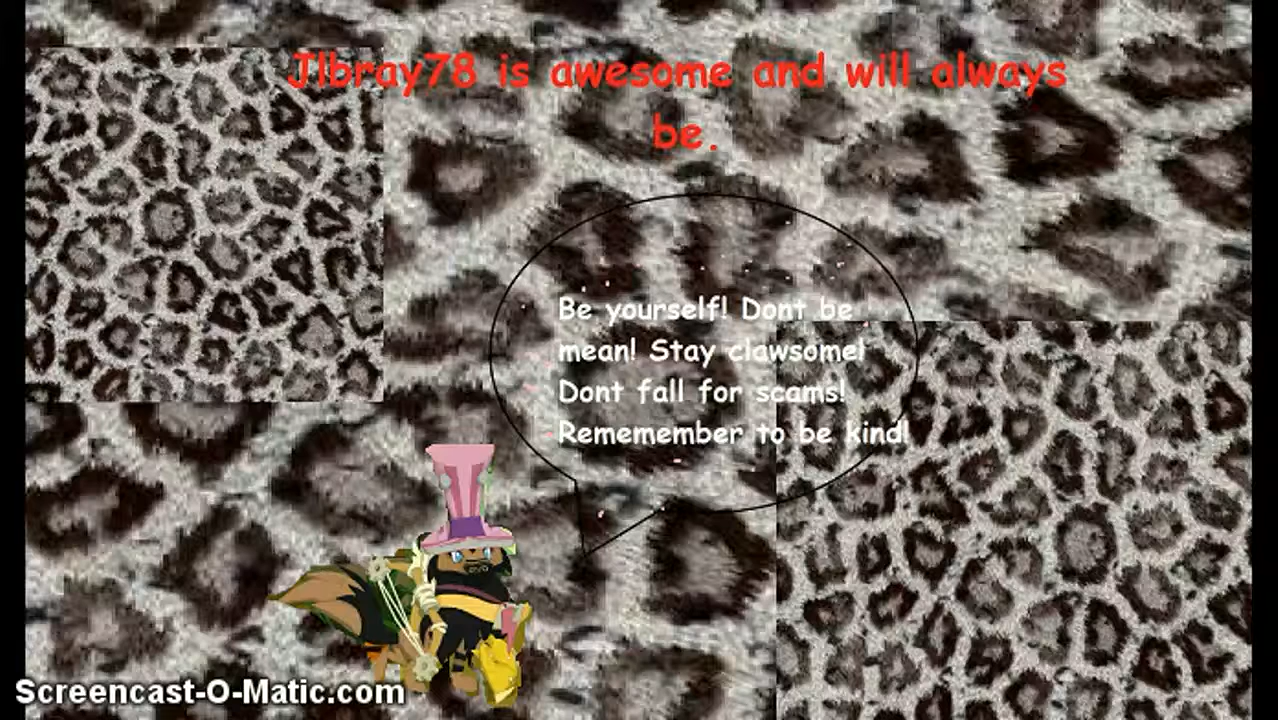 Jlbray78 is awesome and will always
be.
Be yourself! Dont be
mean! Stay clawsome!
Dont fall for scams!
Rememember to be kind!
Screencast-O-Matic.com